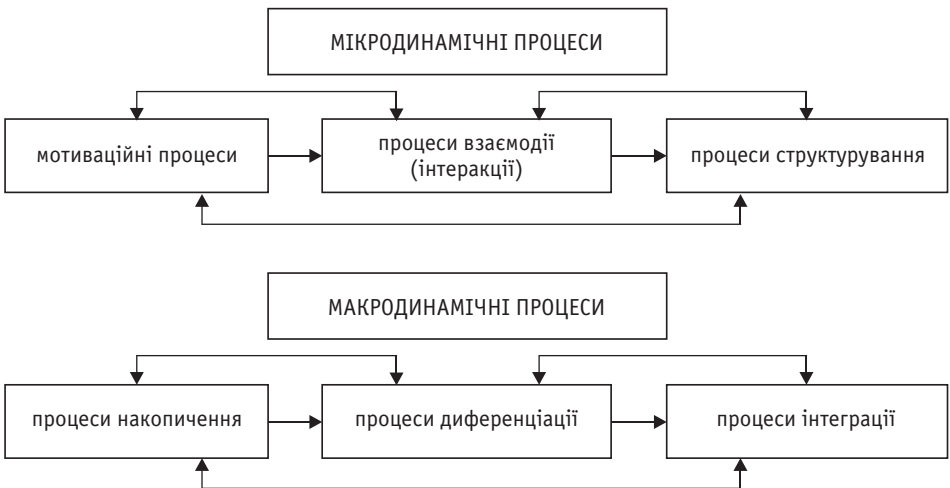 МІКРОДИНАМІЧНІ ПРОЦЕСИ
мотиваційні процеси
процеси взаємодії
(інтеракції)
процеси структурування
МАКРОДИНАМІЧНІ ПРОЦЕСИ
процеси накопичення
процеси диференціації
процеси інтеграції